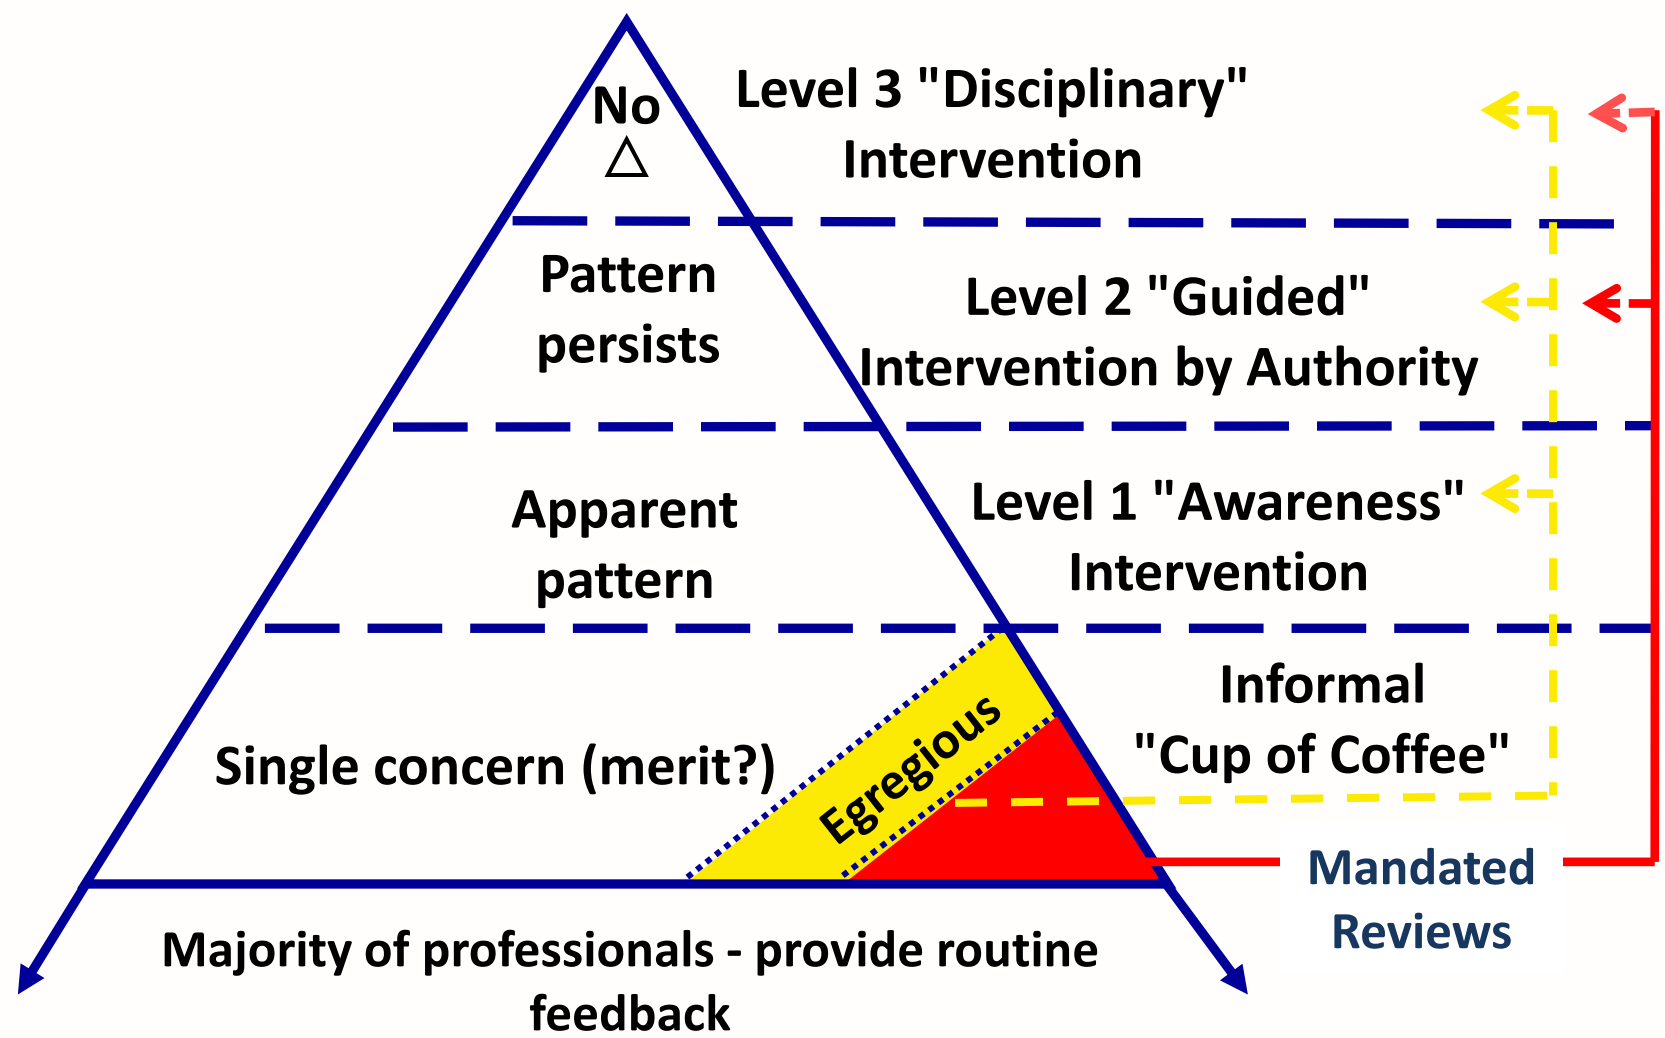 No
△
Level 3 "Disciplinary"
Intervention
Pattern
persists
Level 2 "Guided"
Intervention by Authority
Apparent
pattern
Level 1 "Awareness"
Intervention
Single concern (merit?)
Egregious
Informal
"Cup of Coffee"
Mandated
Reviews
Majority of professionals - provide routine
feedback